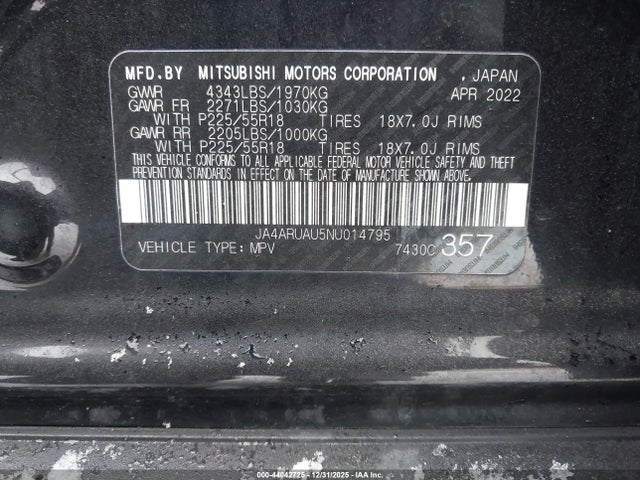 MFD.BY MITSUBISHI MOTORS CORPORATION , JAPAN
GVWR 4343LBS/1970KG APR 2022
GAWR FR 2271LBS/1030KG
WITH P225/55R18 TIRES 18X7.0J RIMS
GAWR RR 2205LBS/1000KG
WITH P225/55R18 TIRES 18X7.0J RIMS
THIS VEHICLE CONFORMS TO ALL APPLICABLE FEDERAL MOTOR VEHICLE SAFETY AND THEFT
PREVENTION STANDARDS IN EFFECT ON THE DATE OF MANUFACTURE SHOWN ABOVE.
JA4ARUAU5NU014795
VEHICLE TYPE: MPV 7430C 357
000-44042725 - 12/31/2025 - IAAI.COM